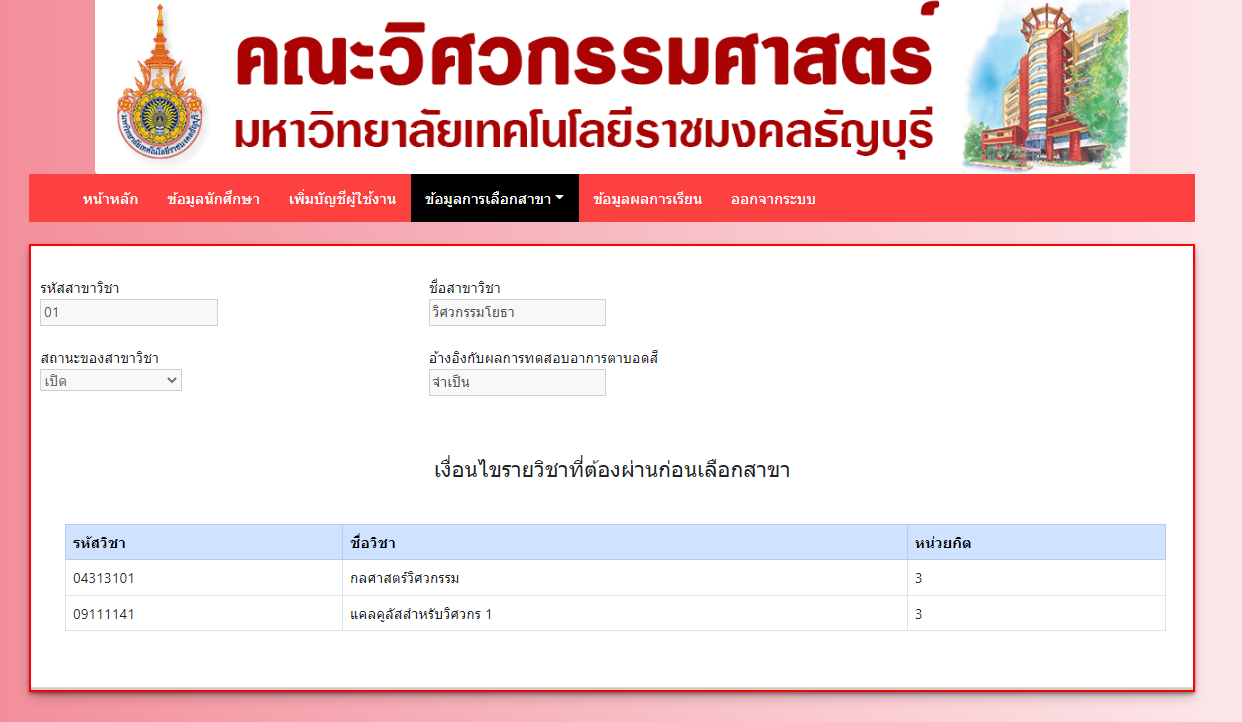 คณะวิศวกรรมศาสตร์
มหาวิทยาลัยเทคโนโลยีราชมงคลธัญบุรี
หน้าหลัก ข้อมูลนักศึกษา เพิ่มบัญชีผู้ใช้งาน ข้อมูลการเลือกสาขา ข้อมูลผลการเรียน ออกจากระบบ
รหัสสาขาวิชา ชื่อสาขาวิชา
01 วิศวกรรมโยธา
สถานะของสาขาวิชา อ้างอิงกับผลการทดสอบอาการตาบอดสี
เปิด จำเป็น
เงื่อนไขรายวิชาที่ต้องผ่านก่อนเลือกสาขา
รหัสวิชา ชื่อวิชา หน่วยกิต
04313101 กลศาสตร์วิศวกรรม 3
09111141 แคลคูลัสสำหรับวิศวกร 1 3